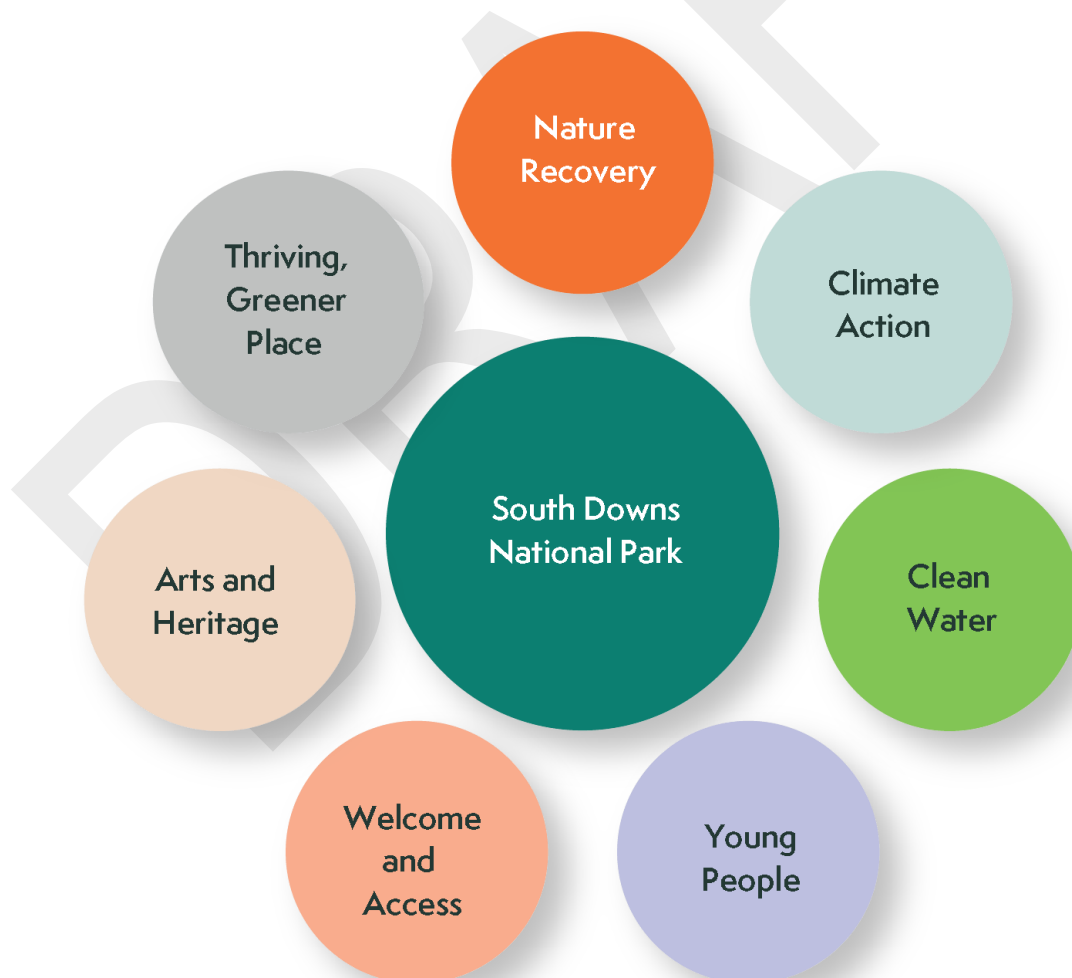 Nature
Recovery
Climate
Action
Clean
Water
Young
People
Welcome
and
Access
Arts and
Heritage
Thriving,
Greener
Place
South Downs
National Park
DRAFT